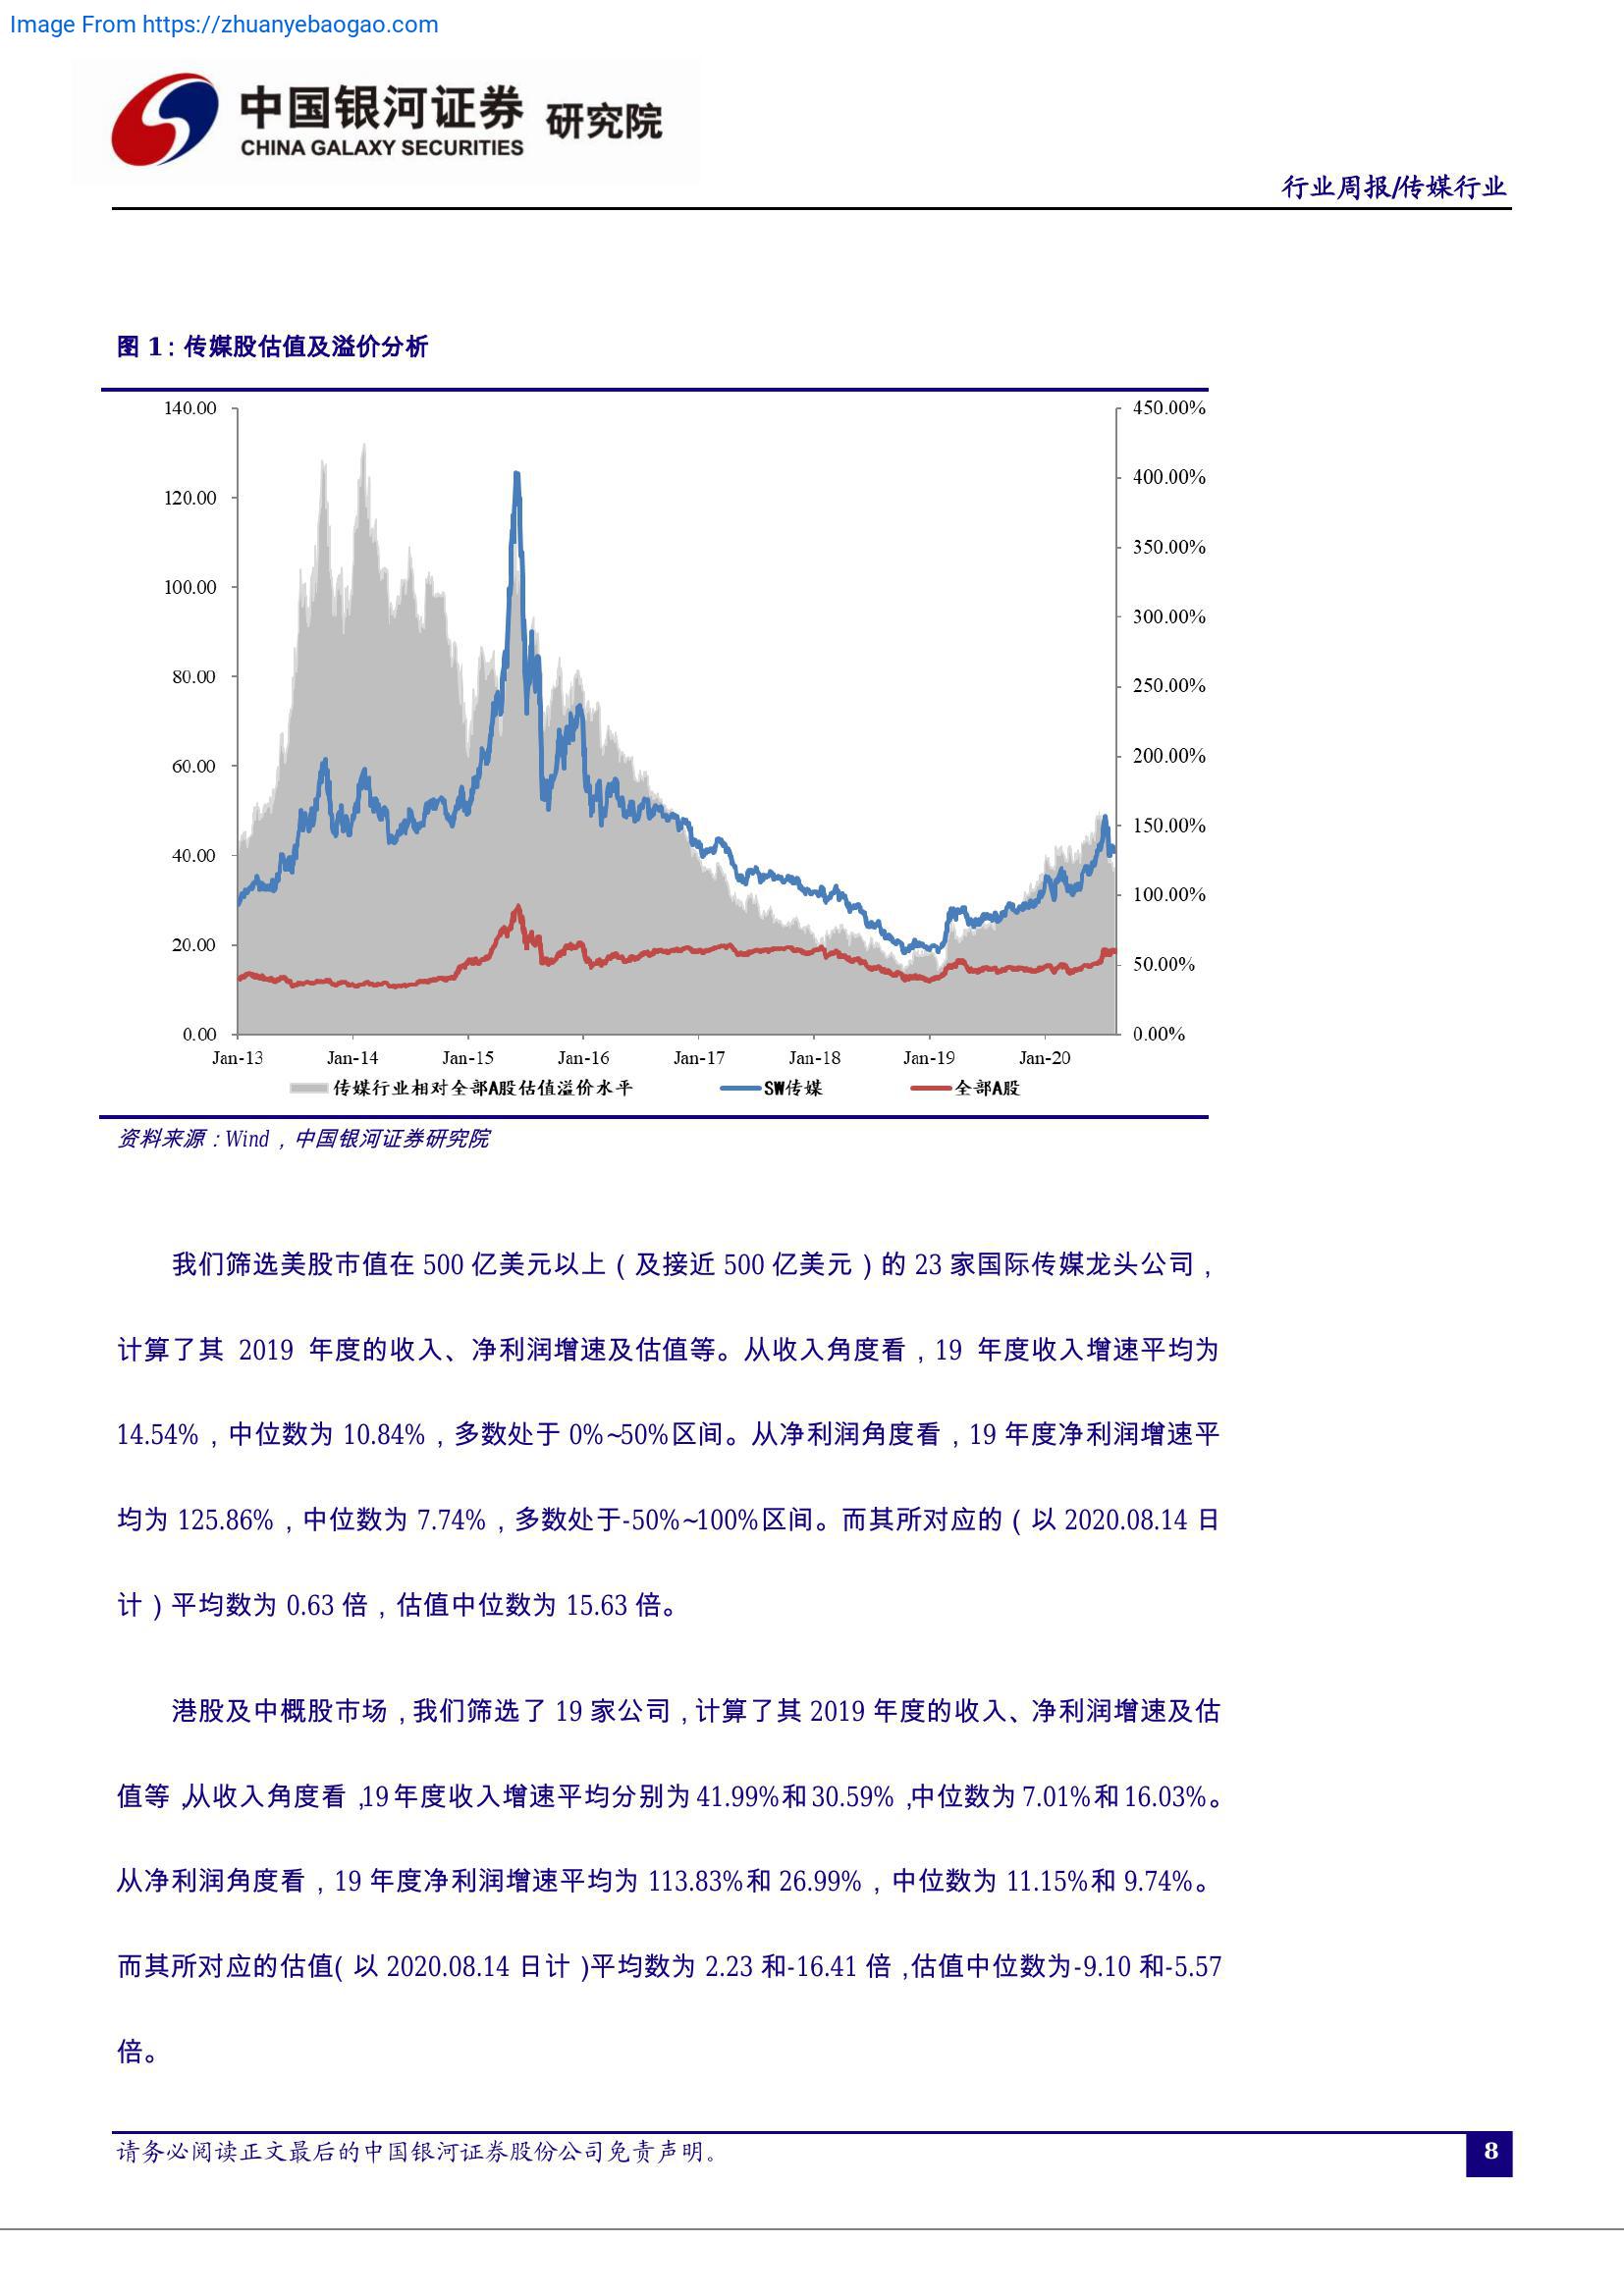 Image From https://zhuanyebaogao.com
中国银河证券 研究院
CHINA GALAXY SECURITIES
行业周报/传媒行业
图 1：传媒股估值及溢价分析
140.00
120.00
100.00
80.00
60.00
40.00
20.00
0.00
450.00%
400.00%
350.00%
300.00%
250.00%
200.00%
150.00%
100.00%
50.00%
0.00%
Jan-13 Jan-14 Jan-15 Jan-16 Jan-17 Jan-18 Jan-19 Jan-20
传媒行业相对全部A股估值溢价水平 SW传媒 全部A股
资料来源：Wind，中国银河证券研究院
我们筛选美股市值在 500 亿美元以上（及接近 500 亿美元）的 23 家国际传媒龙头公司，
计算了其 2019 年度的收入、净利润增速及估值等。从收入角度看，19 年度收入增速平均为
14.54%，中位数为 10.84%，多数处于 0%~50%区间。从净利润角度看，19 年度净利润增速平
均为 125.86%，中位数为 7.74%，多数处于-50%~100%区间。而其所对应的（以 2020.08.14 日
计）平均数为 0.63 倍，估值中位数为 15.63 倍。
港股及中概股市场，我们筛选了 19 家公司，计算了其 2019 年度的收入、净利润增速及估
值等，从收入角度看，19 年度收入增速平均分别为 41.99%和 30.59%，中位数为 7.01%和 16.03%。
从净利润角度看，19 年度净利润增速平均为 113.83%和 26.99%，中位数为 11.15%和 9.74%。
而其所对应的估值（以 2020.08.14 日计）平均数为 2.23 和-16.41 倍，估值中位数为-9.10 和-5.57
倍。
请务必阅读正文最后的中国银河证券股份公司免责声明。
8